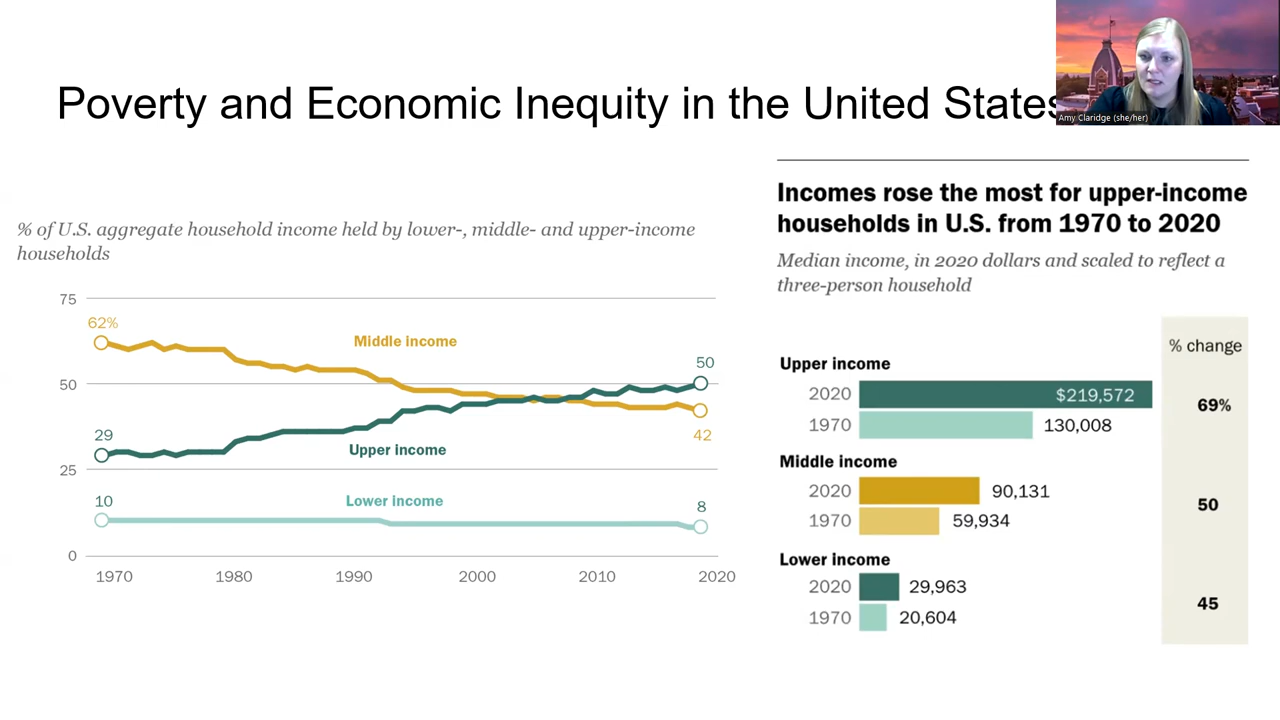 Poverty and Economic Inequity in the United States
Amy Claridge (she/her)
% of U.S. aggregate household income held by lower-, middle- and upper-income
households
75
62%
Middle income
50
50
42
29
Upper income
25
10
Lower income
8
0
1970 1980 1990 2000 2010 2020
Incomes rose the most for upper-income
households in U.S. from 1970 to 2020
Median income, in 2020 dollars and scaled to reflect a
three-person household
% change
Upper income
2020 $219,572
69%
1970 130,008
Middle income
2020 90,131
50
1970 59,934
Lower income
2020 29,963
45
1970 20,604